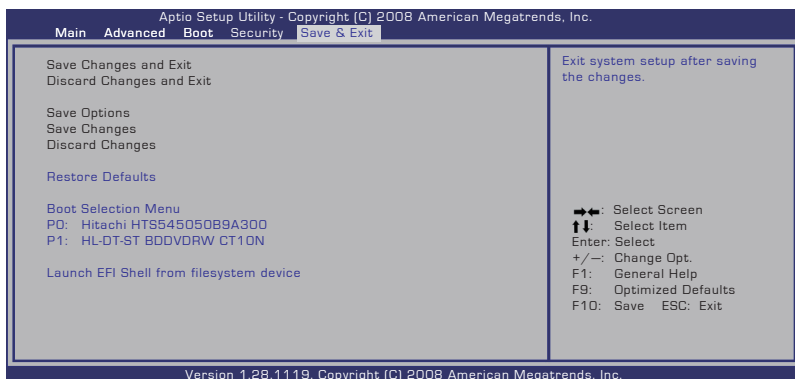 Aptio Setup Utility - Copyright (C) 2008 American Megatrends, Inc.
Main Advanced Boot Security Save & Exit
Save Changes and Exit
Discard Changes and Exit
Save Options
Save Changes
Discard Changes
Restore Defaults
Boot Selection Menu
P0: Hitachi HTS545050B9A300
P1: HL-DT-ST BDDVDRW CT10N
Launch EFI Shell from filesystem device
Exit system setup after saving
the changes.
→←: Select Screen
↑↓: Select Item
Enter: Select
+/—: Change Opt.
F1: General Help
F9: Optimized Defaults
F10: Save ESC: Exit
Version 1.28.1119. Copyright (C) 2008 American Megatrends, Inc.